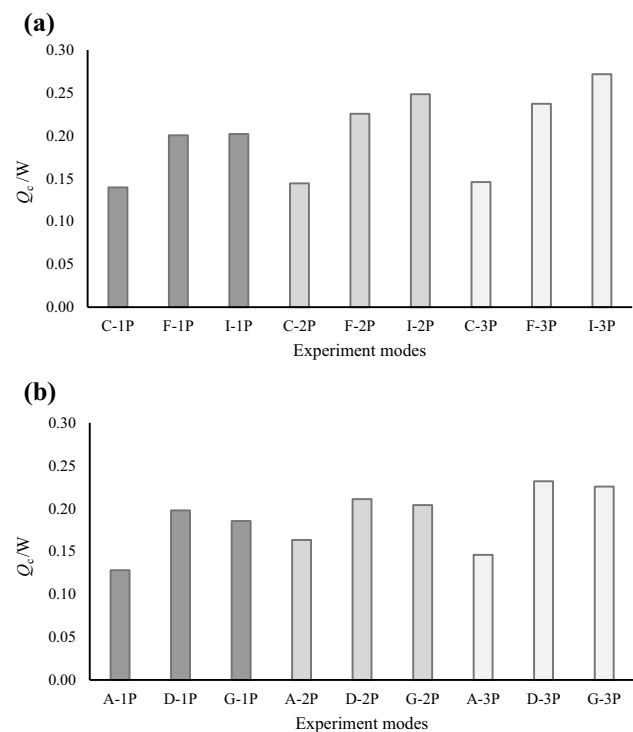 (a)
0.30
0.25
0.20
0.15
0.10
0.05
0.00
Qc/W
C-1P F-1P I-1P C-2P F-2P I-2P C-3P F-3P I-3P
Experiment modes
(b)
0.30
0.25
0.20
0.15
0.10
0.05
0.00
Qc/W
A-1P D-1P G-1P A-2P D-2P G-2P A-3P D-3P G-3P
Experiment modes